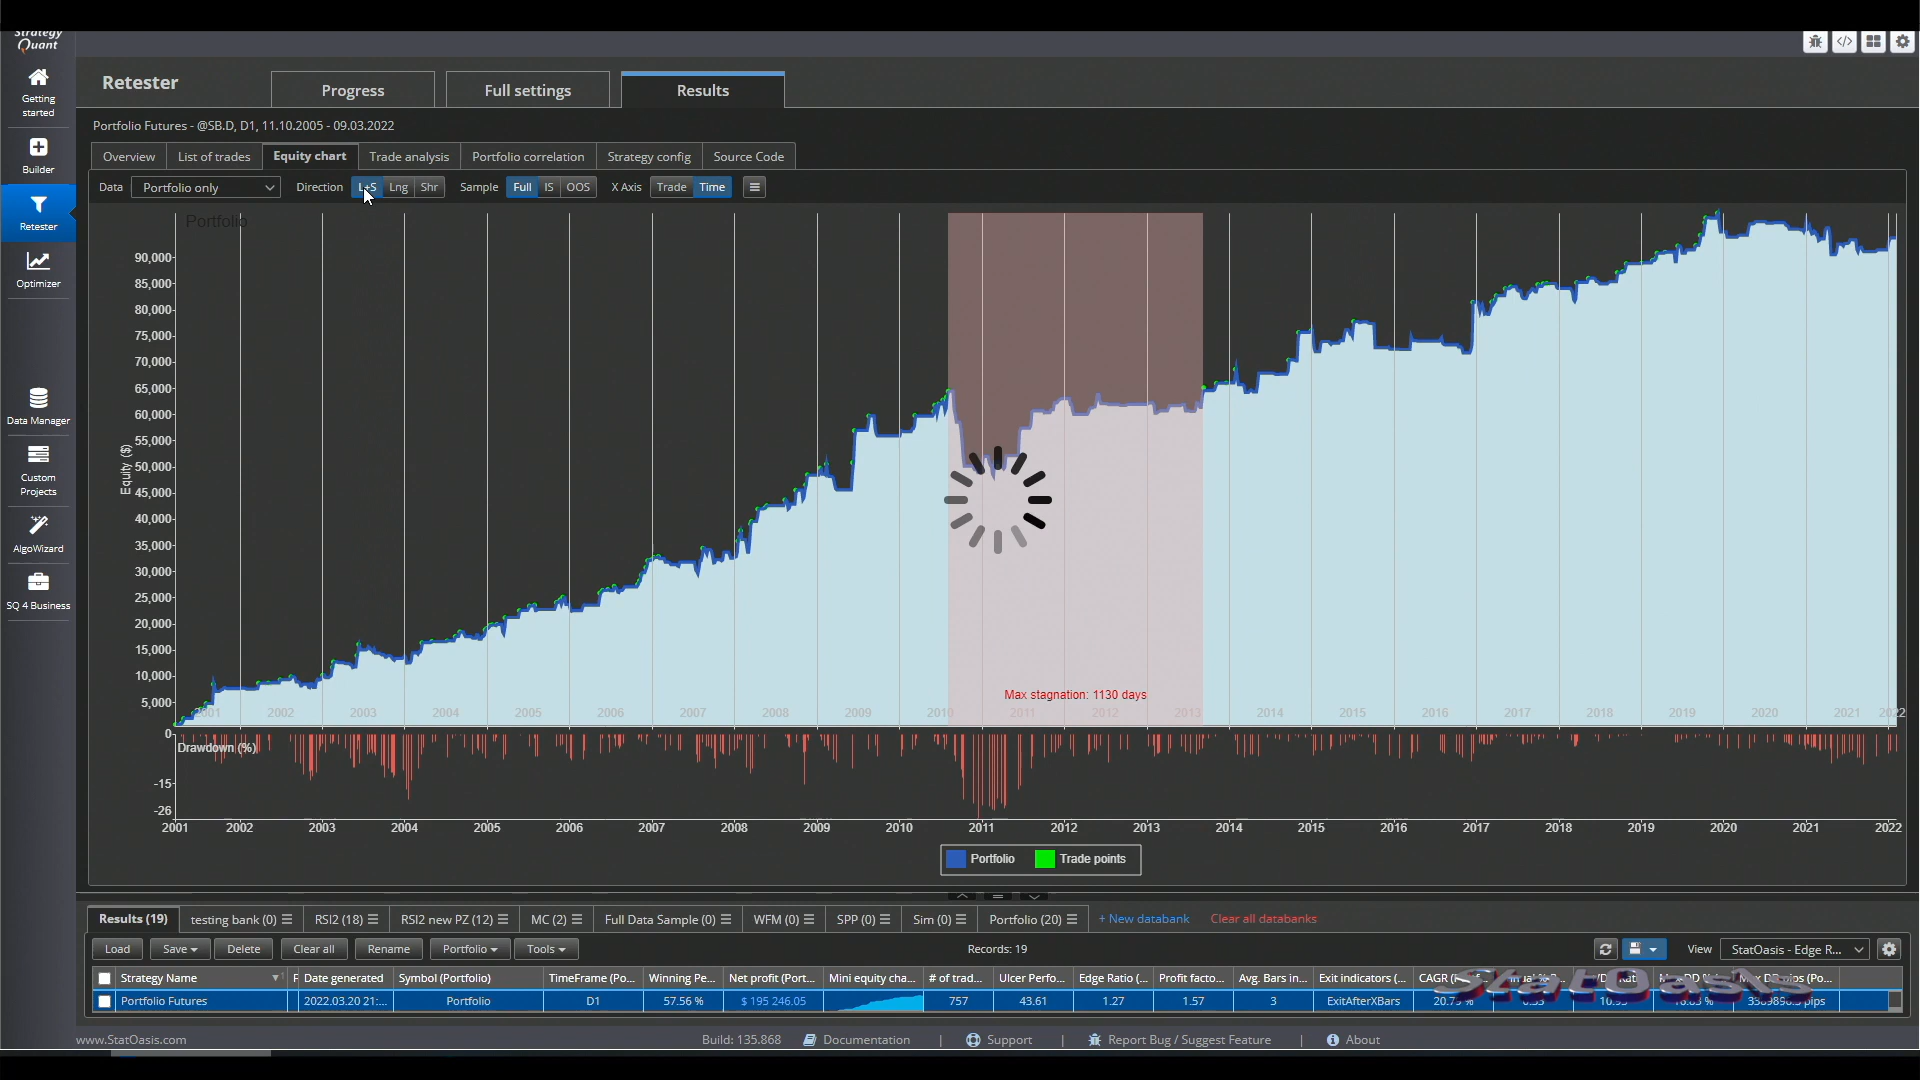 Strategy
Quant
Getting
started
Builder
Retester
Optimizer
Data Manager
Custom
Projects
AlgoWizard
SQ 4 Business
Retester
Progress
Full settings
Results
Portfolio Futures - @SB.D, D1, 11.10.2005 - 09.03.2022
Overview
List of trades
Equity chart
Trade analysis
Portfolio correlation
Strategy config
Source Code
Data
Portfolio only
Direction
L+S
Lng
Shr
Sample
Full
IS
OOS
X Axis
Trade
Time
Portfolio
90,000
85,000
80,000
75,000
70,000
65,000
60,000
55,000
50,000
45,000
40,000
35,000
30,000
25,000
20,000
15,000
10,000
5,000
0
Equity ($)
Max stagnation: 1130 days
2001 2002 2003 2004 2005 2006 2007 2008 2009 2010 2011 2012 2013 2014 2015 2016 2017 2018 2019 2020 2021 2022
Drawdown (%)
-15
-26
2001 2002 2003 2004 2005 2006 2007 2008 2009 2010 2011 2012 2013 2014 2015 2016 2017 2018 2019 2020 2021 2022
Portfolio
Trade points
Results (19)
testing bank (0)
RSI2 (18)
RSI2 new PZ (12)
MC (2)
Full Data Sample (0)
WFM (0)
SPP (0)
Sim (0)
Portfolio (20)
+ New databank
Clear all databanks
Load
Save
Delete
Clear all
Rename
Portfolio
Tools
Records: 19
View
StatOasis - Edge R...
Strategy Name
Date generated
Symbol (Portfolio)
TimeFrame (Po...
Winning Pe...
Net profit (Port...
Mini equity cha...
# of trad...
Ulcer Perfo...
Edge Ratio (...
Profit facto...
Avg. Bars in...
Exit indicators (...
Portfolio Futures
2022.03.20 21:...
Portfolio
D1
57.56 %
$ 195 246.05
757
43.61
1.27
1.57
3
ExitAfterXBars
StatOasis
www.StatOasis.com
Build: 135.868
Documentation
Support
Report Bug / Suggest Feature
About